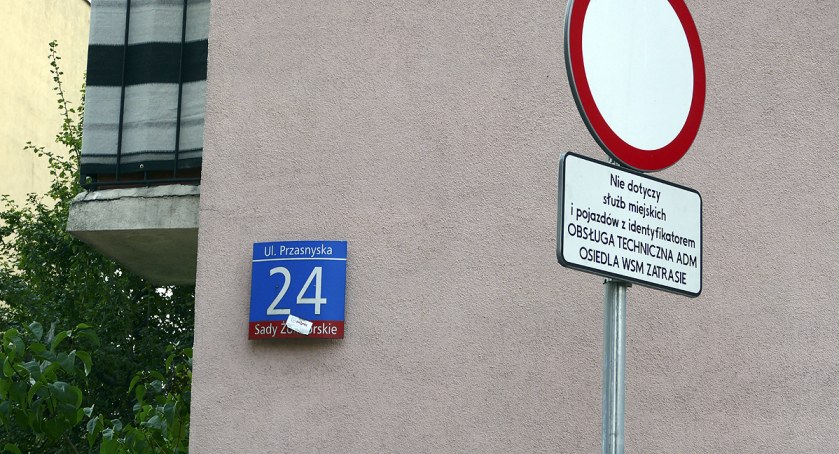 Ul. Przasnyska
24
Sady
Nie dotyczy
służb miejskich
i pojazdów z identyfikatorem
OBSŁUGA TECHNICZNA ADM
OSIEDLA WSM ZATRASIE